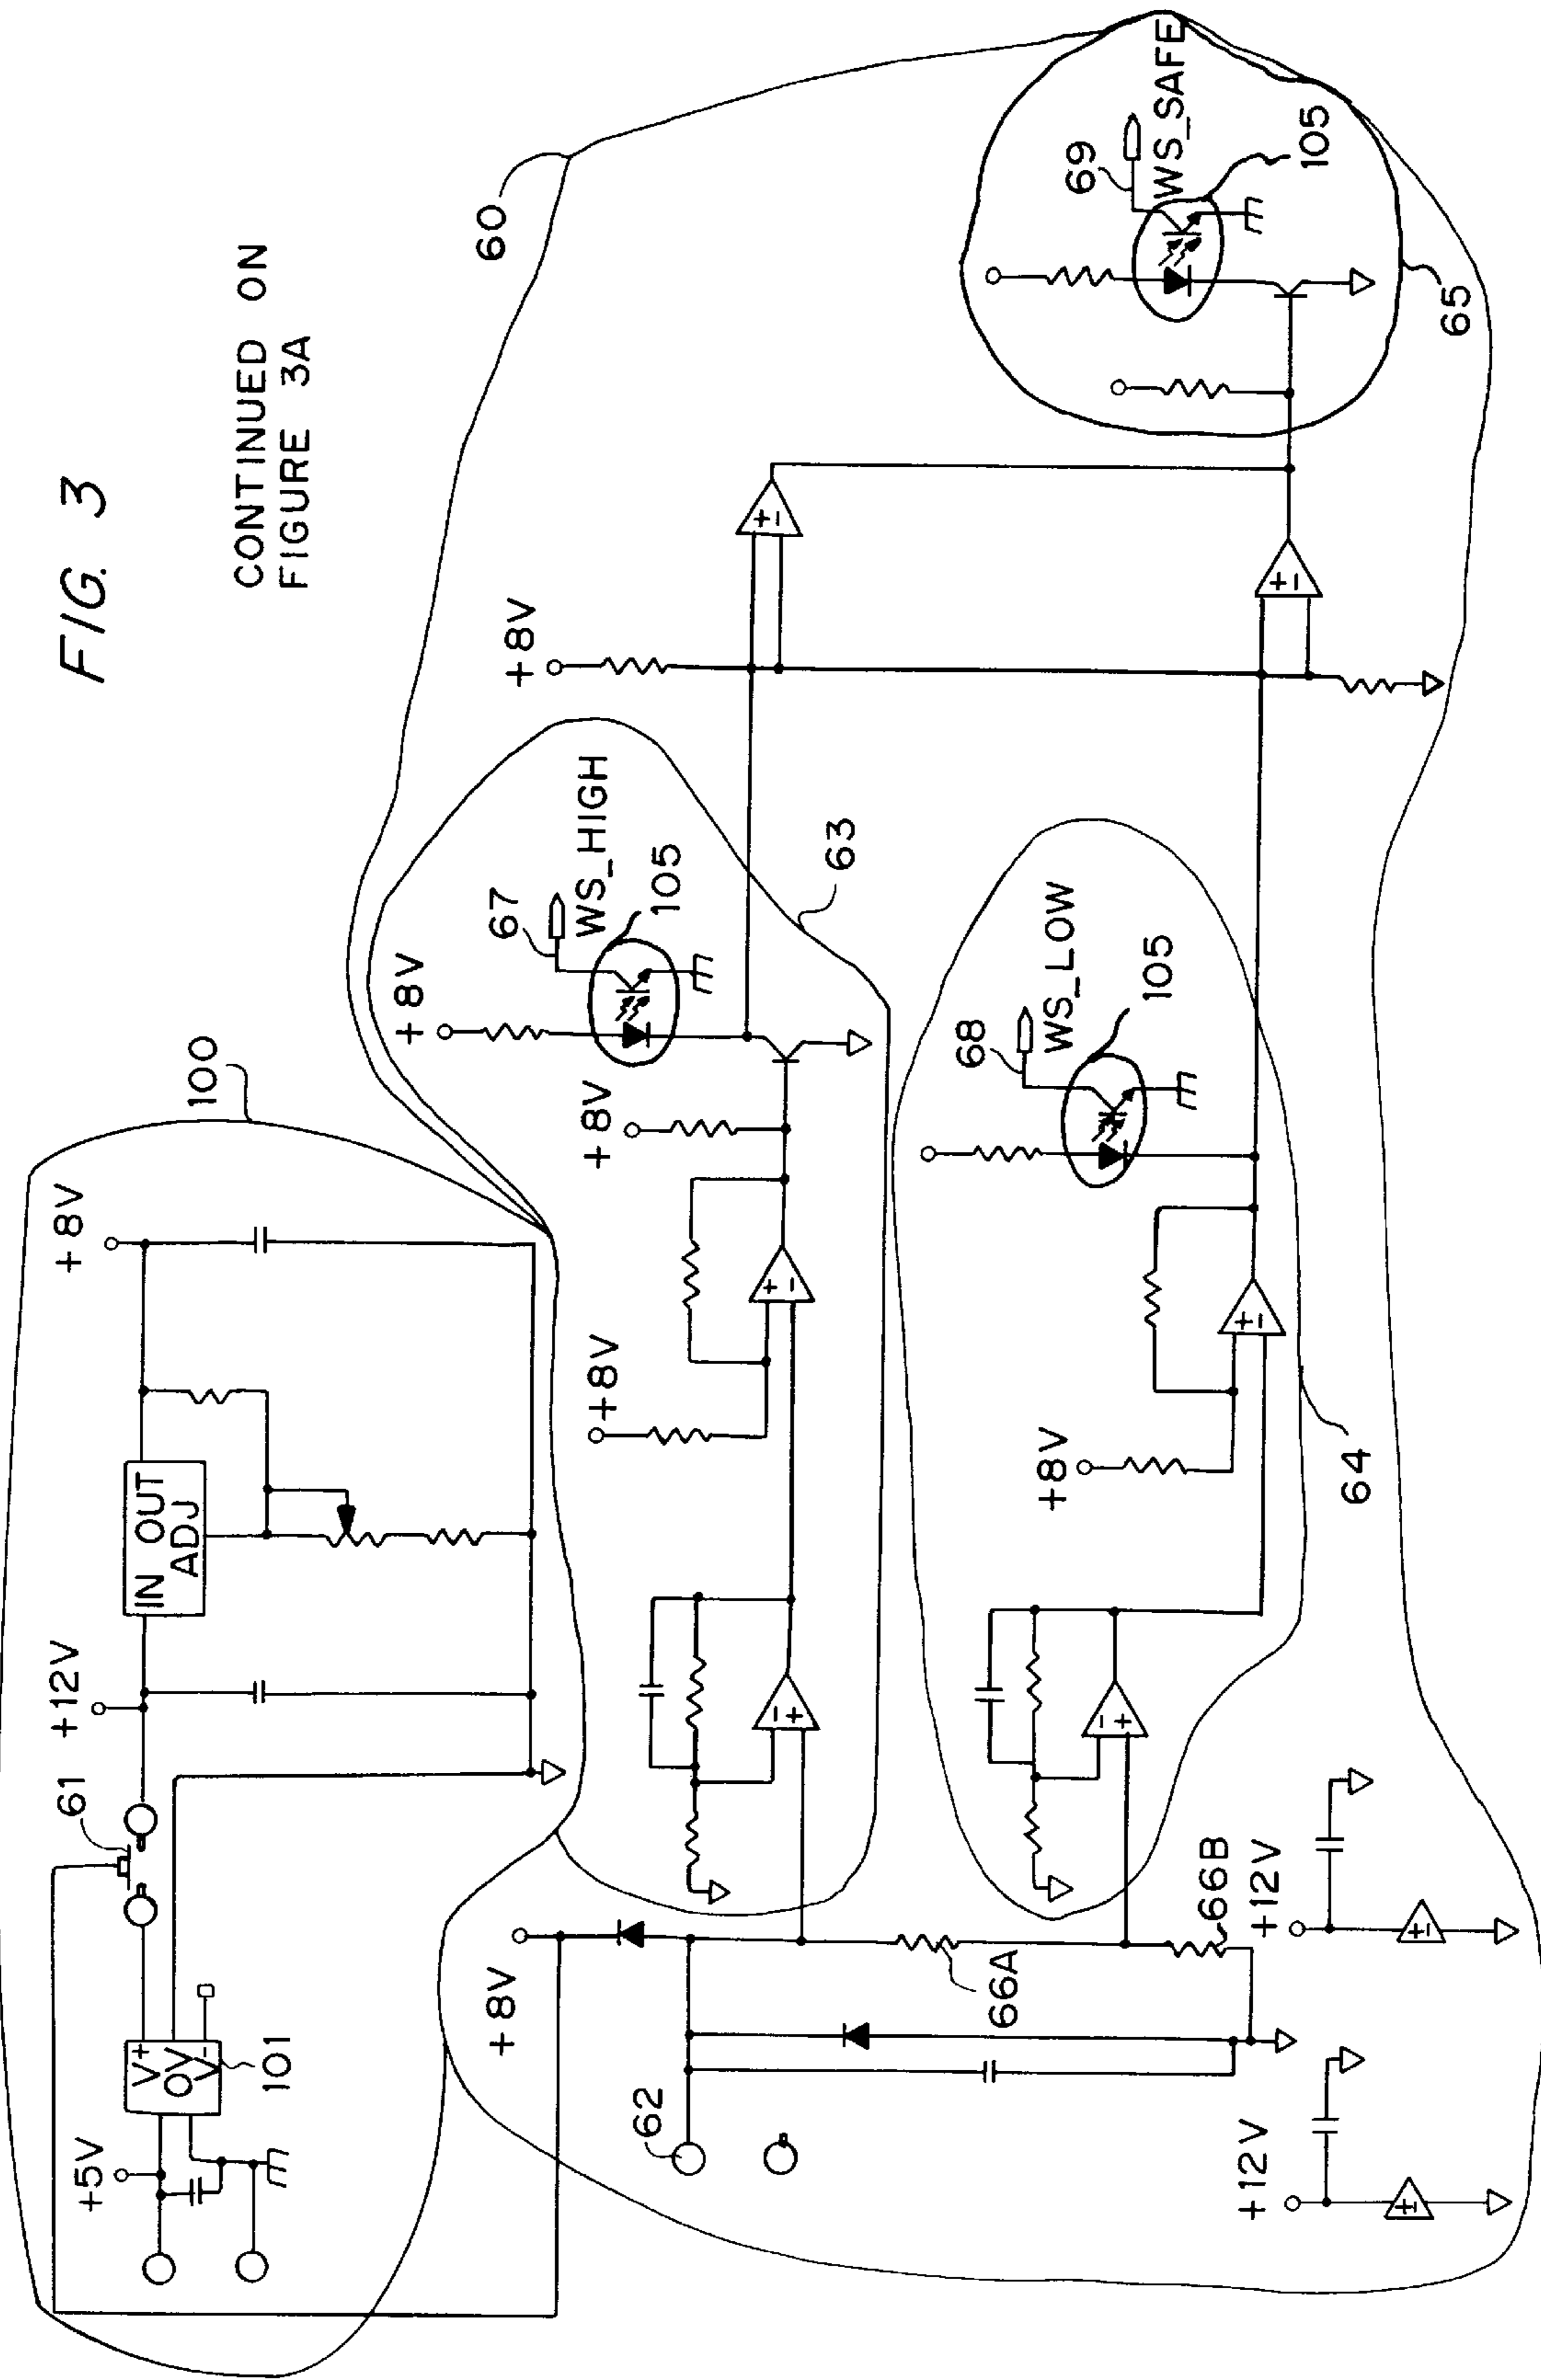 FIG. 3
CONTINUED ON
FIGURE 3A
100
+5V
V+
0V
V-
101
61
+12V
IN OUT
ADJ
+8V
60
+8V
62
66A
66B
+8V
+8V
+8V
67
WS_HIGH
105
63
+8V
68
WS_LOW
105
64
+8V
69
WS_SAFE
105
65
+12V
+12V
- +
+ -
- +
+ -
+ -
+ -
+ -
+ -